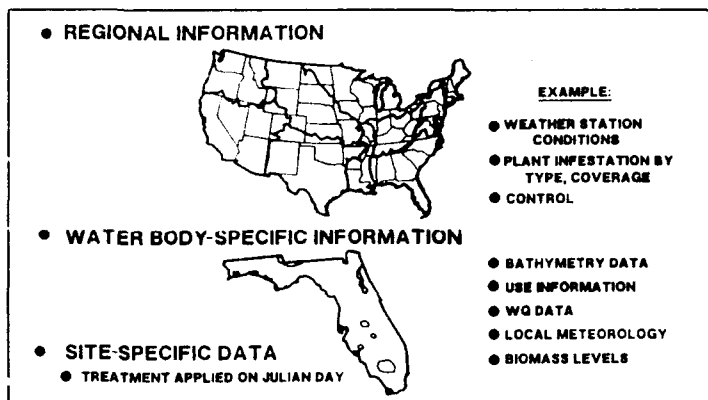 ● REGIONAL INFORMATION
EXAMPLE:
● WEATHER STATION
CONDITIONS
● PLANT INFESTATION BY
TYPE, COVERAGE
● CONTROL
● WATER BODY-SPECIFIC INFORMATION
● BATHYMETRY DATA
● USE INFORMATION
● WQ DATA
● LOCAL METEOROLOGY
● BIOMASS LEVELS
● SITE-SPECIFIC DATA
● TREATMENT APPLIED ON JULIAN DAY